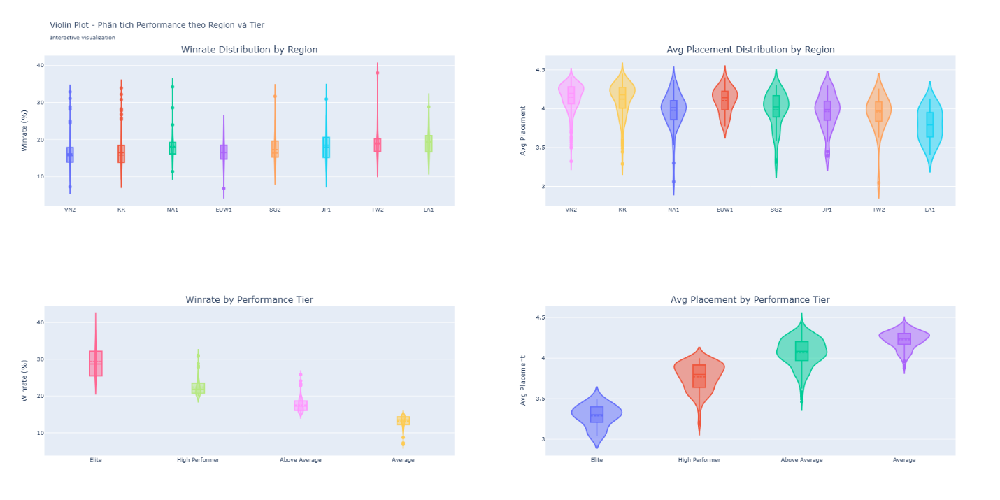 Violin Plot - Phân tích Performance theo Region và Tier
Interactive visualization
Winrate Distribution by Region
Winrate (%)
40
30
20
10
VN2 KR NA1 EUW1 SG2 JP1 TW2 LA1
Avg Placement Distribution by Region
Avg Placement
4.5
4
3.5
3
VN2 KR NA1 EUW1 SG2 JP1 TW2 LA1
Winrate by Performance Tier
Winrate (%)
40
30
20
10
Elite High Performer Above Average Average
Avg Placement by Performance Tier
Avg Placement
4.5
4
3.5
3
Elite High Performer Above Average Average